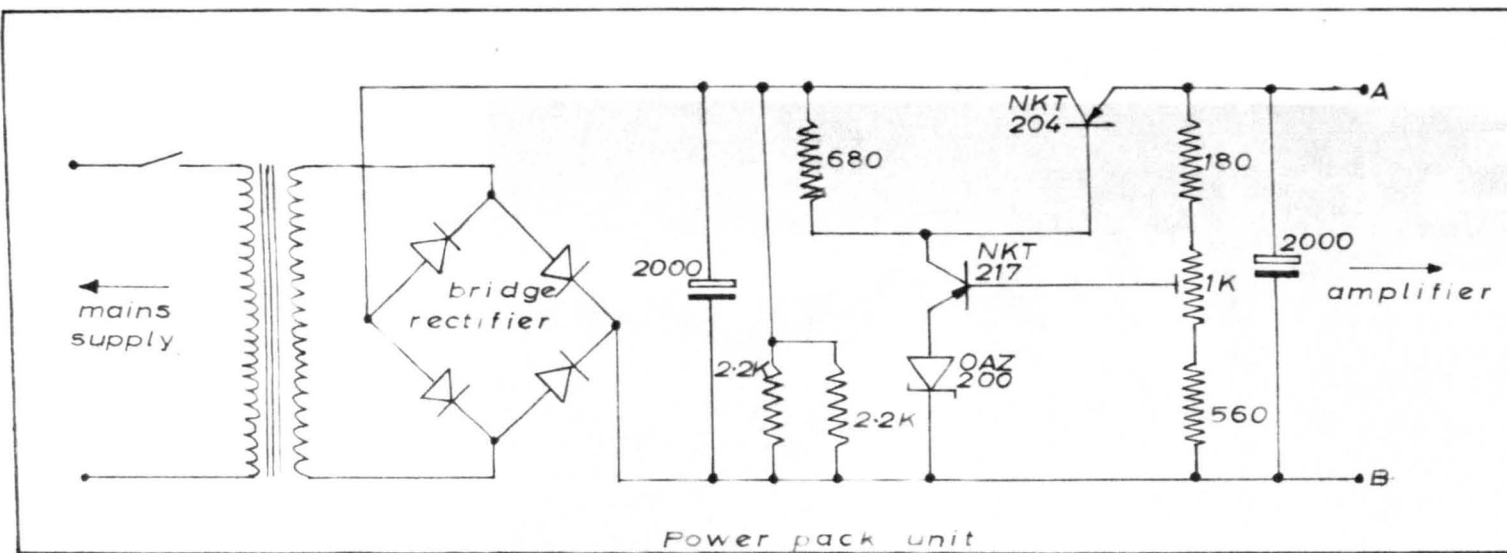 NKT
204
A
680
180
NKT
217
2000
2000
1K
bridge
rectifier
mains
supply
amplifier
OAZ
200
2.2K
2.2K
560
B
Power pack unit